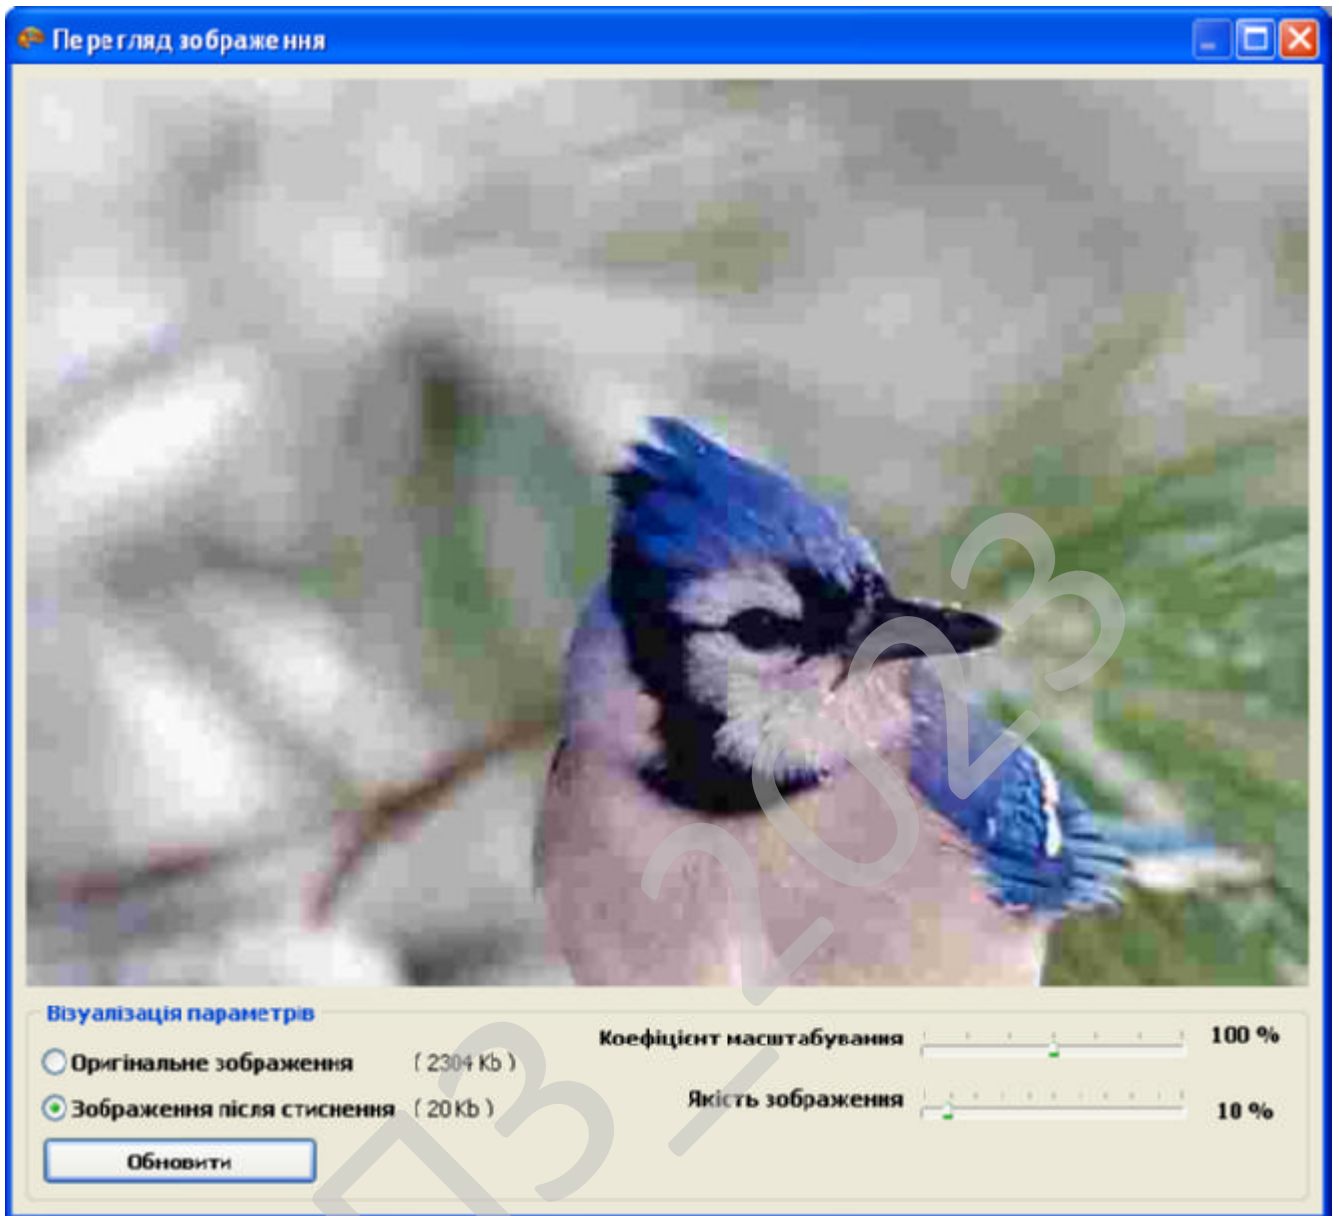 Перегляд зображення
Візуалізація параметрів
Оригінальне зображення ( 2304 Kb )
Зображення після стиснення ( 20 Kb )
Обновити
Коефіцієнт масштабування 100 %
Якість зображення 10 %
ПЗ_2023